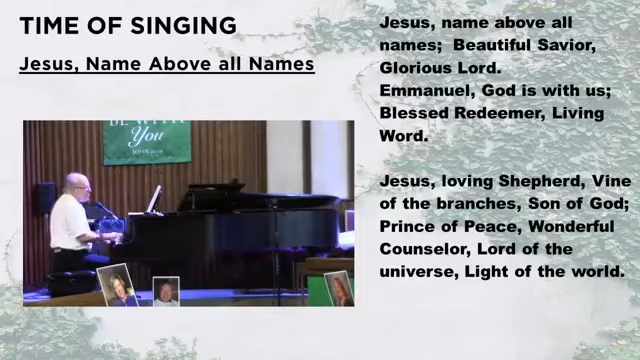 TIME OF SINGING
Jesus, Name Above all Names
BE WITH
You
Jesus, name above all
names;  Beautiful Savior,
Glorious Lord.
Emmanuel, God is with us;
Blessed Redeemer, Living
Word.
Jesus, loving Shepherd, Vine
of the branches, Son of God;
Prince of Peace, Wonderful
Counselor, Lord of the
universe, Light of the world.